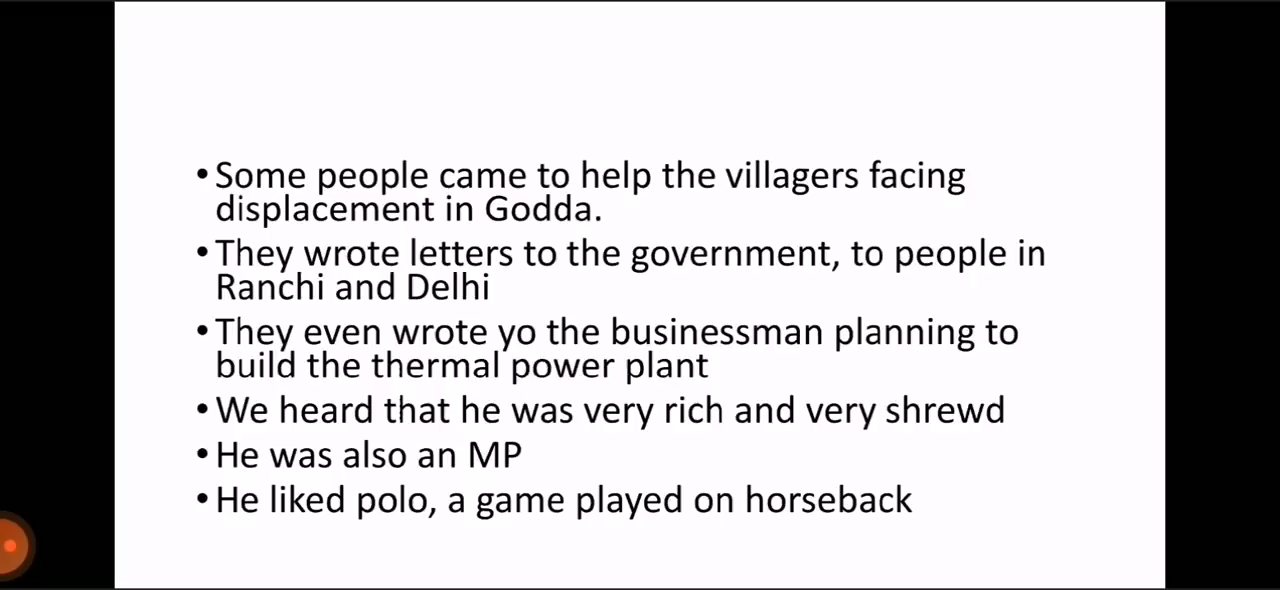 • Some people came to help the villagers facing
displacement in Godda.
• They wrote letters to the government, to people in
Ranchi and Delhi
• They even wrote yo the businessman planning to
build the thermal power plant
• We heard that he was very rich and very shrewd
• He was also an MP
• He liked polo, a game played on horseback